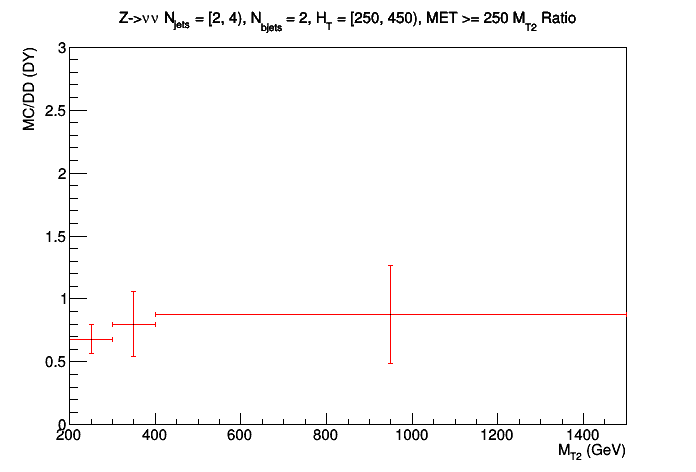 Z->νν N_jets = [2, 4), N_bjets = 2, H_T = [250, 450), MET >= 250 M_T2 Ratio
MC/DD (DY)
3
2.5
2
1.5
1
0.5
0
200 400 600 800 1000 1200 1400
M_T2 (GeV)